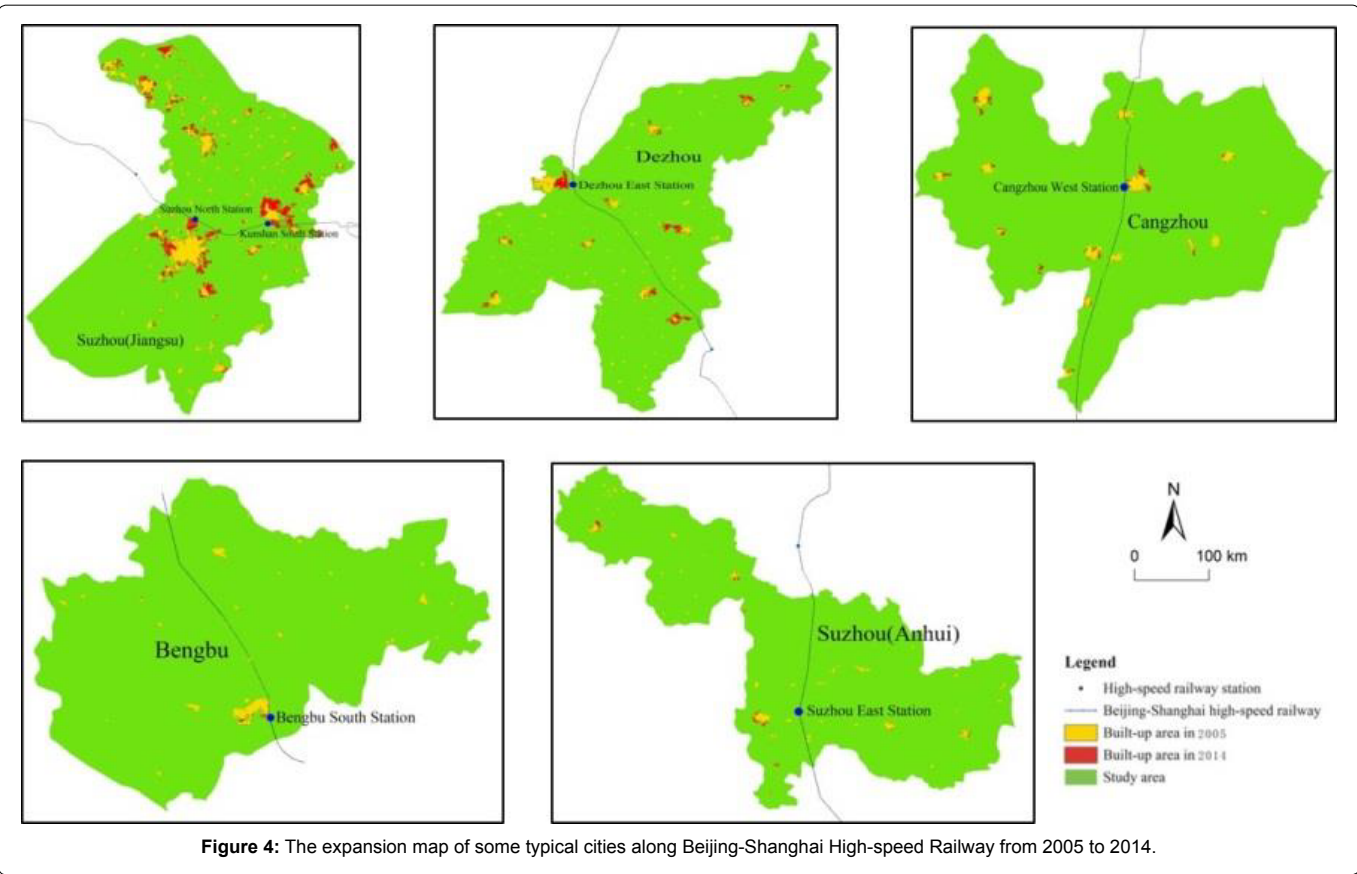 Suzhou North Station
Kunshan South Station
Suzhou(Jiangsu)
Dezhou
Dezhou East Station
Cangzhou West Station
Cangzhou
Bengbu
Bengbu South Station
Suzhou(Anhui)
Suzhou East Station
N
0 100 km
Legend
High-speed railway station
Beijing-Shanghai high-speed railway
Built-up area in 2005
Built-up area in 2014
Study area
Figure 4: The expansion map of some typical cities along Beijing-Shanghai High-speed Railway from 2005 to 2014.